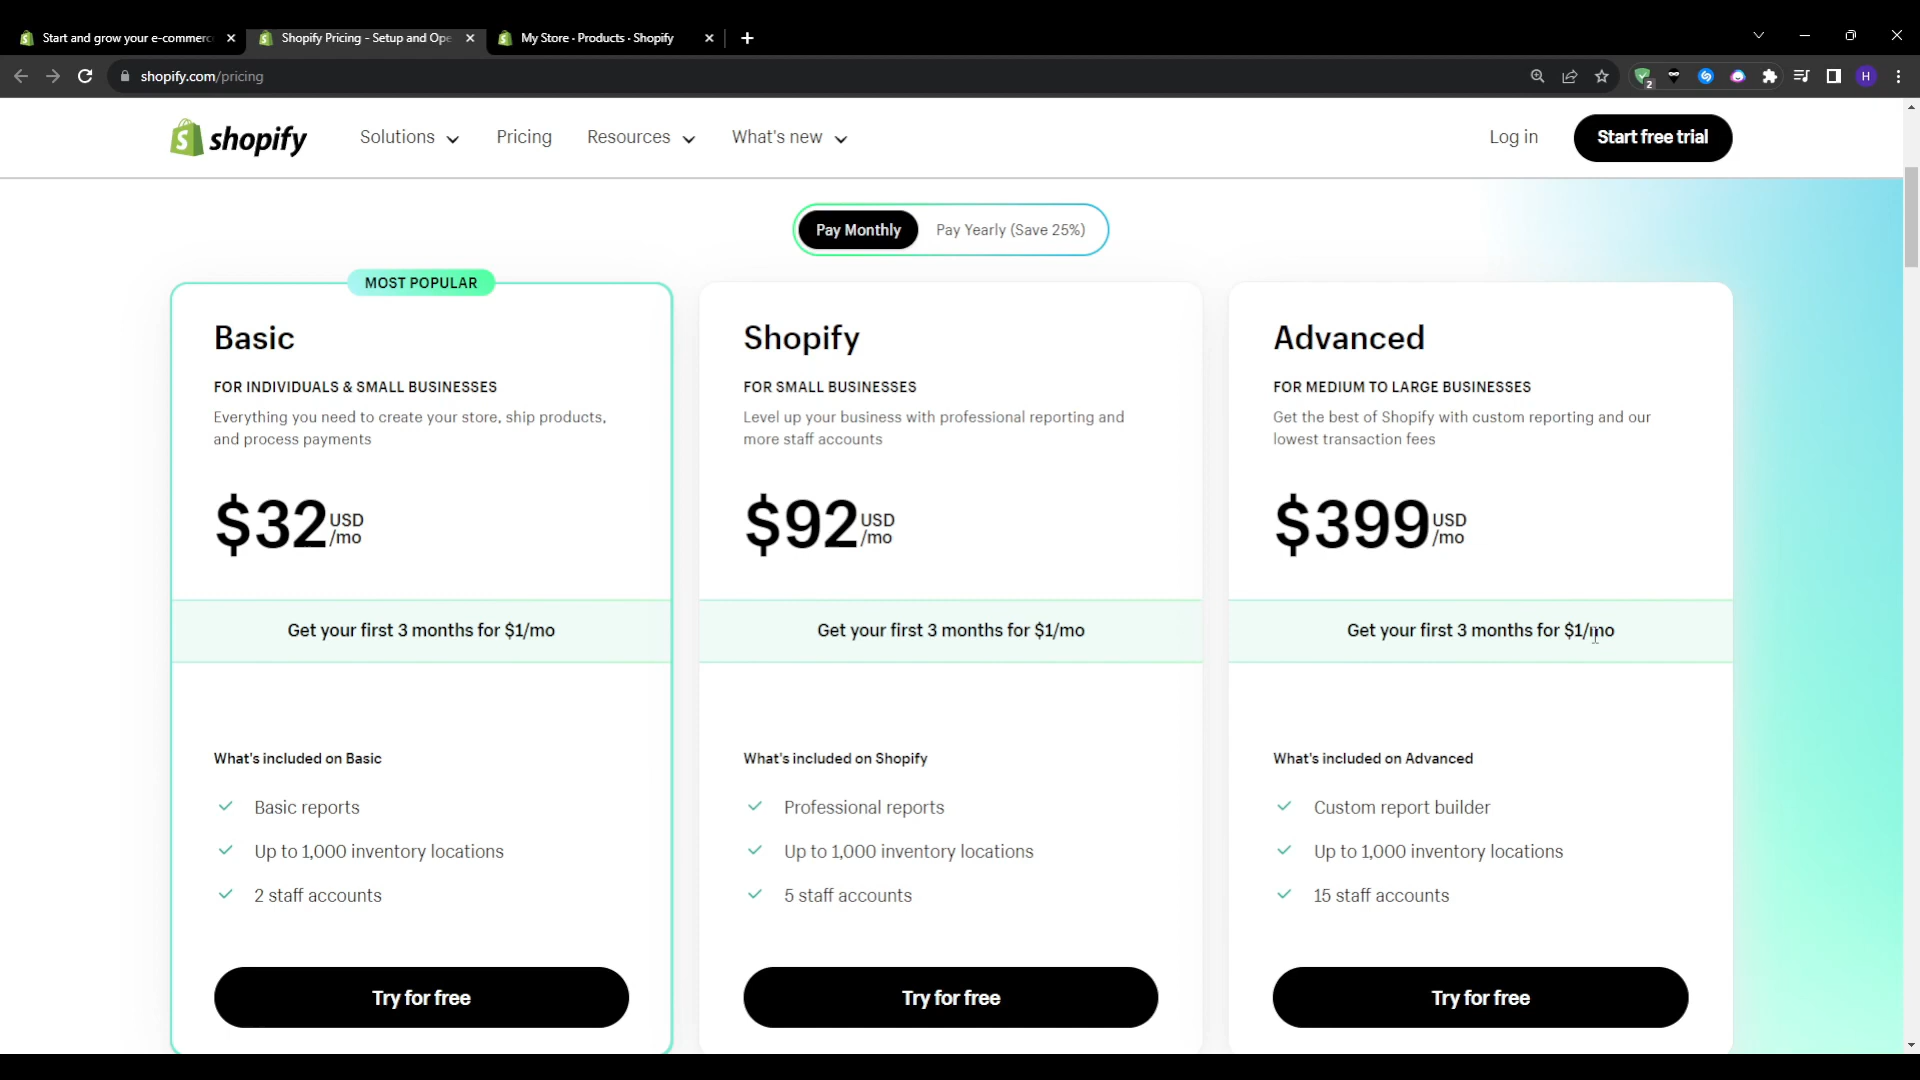 Start and grow your e-commerc
Shopify Pricing - Setup and Ope
My Store · Products · Shopify
shopify.com/pricing
2
H
shopify
Solutions
Pricing
Resources
What's new
Log in
Start free trial
Pay Monthly
Pay Yearly (Save 25%)
MOST POPULAR
Basic
FOR INDIVIDUALS & SMALL BUSINESSES
Everything you need to create your store, ship products,
and process payments
$32 USD
/mo
Get your first 3 months for $1/mo
What's included on Basic
Basic reports
Up to 1,000 inventory locations
2 staff accounts
Try for free
Shopify
FOR SMALL BUSINESSES
Level up your business with professional reporting and
more staff accounts
$92 USD
/mo
Get your first 3 months for $1/mo
What's included on Shopify
Professional reports
Up to 1,000 inventory locations
5 staff accounts
Try for free
Advanced
FOR MEDIUM TO LARGE BUSINESSES
Get the best of Shopify with custom reporting and our
lowest transaction fees
$399 USD
/mo
Get your first 3 months for $1/mo
What's included on Advanced
Custom report builder
Up to 1,000 inventory locations
15 staff accounts
Try for free